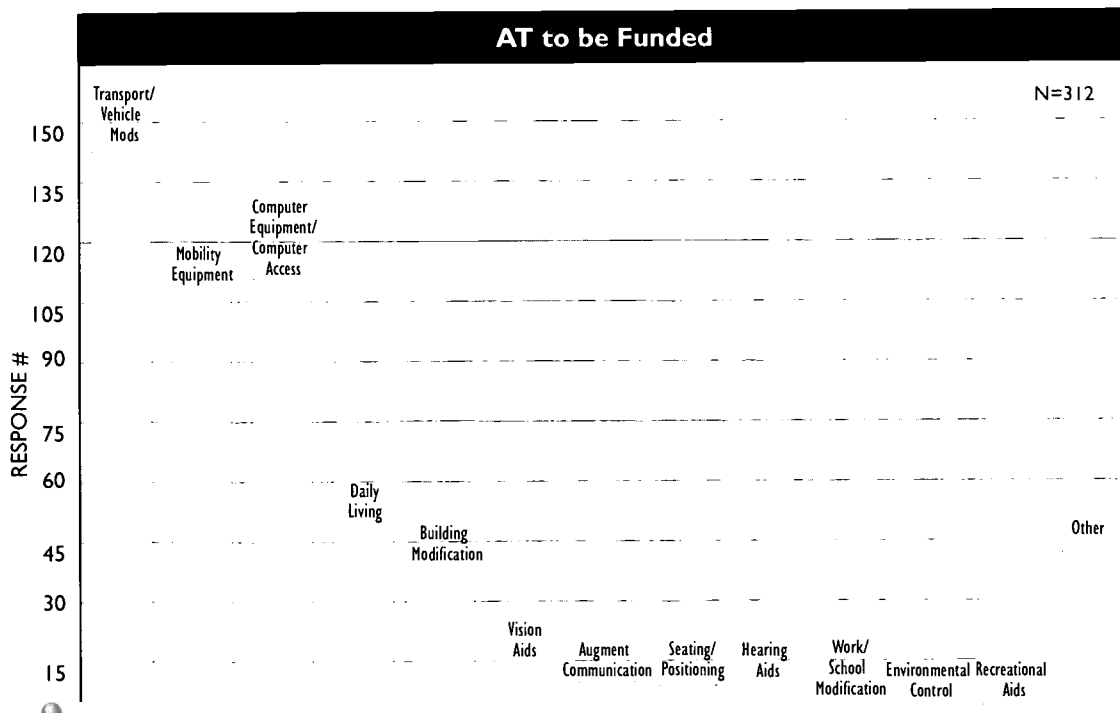 AT to be Funded
N=312
RESPONSE #
150
135
120
105
90
75
60
45
30
15
Transport/
Vehicle
Mods
Mobility
Equipment
Computer
Equipment/
Computer
Access
Daily
Living
Building
Modification
Vision
Aids
Augment
Communication
Seating/
Positioning
Hearing
Aids
Work/
School
Modification
Environmental
Control
Recreational
Aids
Other